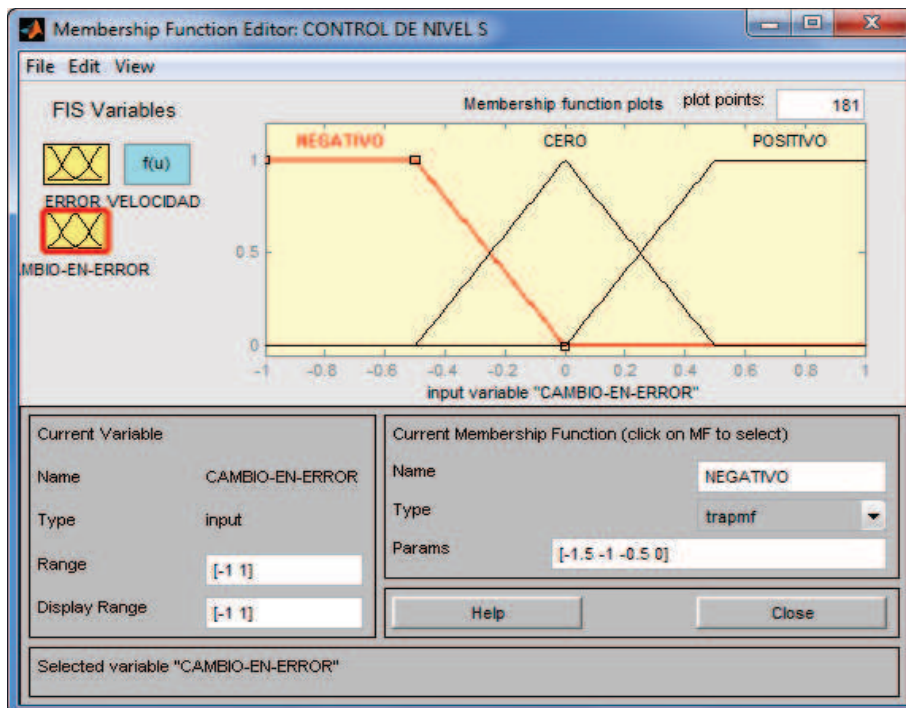 Membership Function Editor: CONTROL DE NIVEL S
File Edit View
FIS Variables
Membership function plots plot points: 181
f(u)
ERROR VELOCIDAD
MBIO-EN-ERROR
NEGATIVO CERO POSITIVO
1
0.5
0
-1 -0.8 -0.6 -0.4 -0.2 0 0.2 0.4 0.6 0.8 1
input variable "CAMBIO-EN-ERROR"
Current Variable
Name CAMBIO-EN-ERROR
Type input
Range [-1 1]
Display Range [-1 1]
Current Membership Function (click on MF to select)
Name NEGATIVO
Type trapmf
Params [-1.5 -1 -0.5 0]
Help Close
Selected variable "CAMBIO-EN-ERROR"